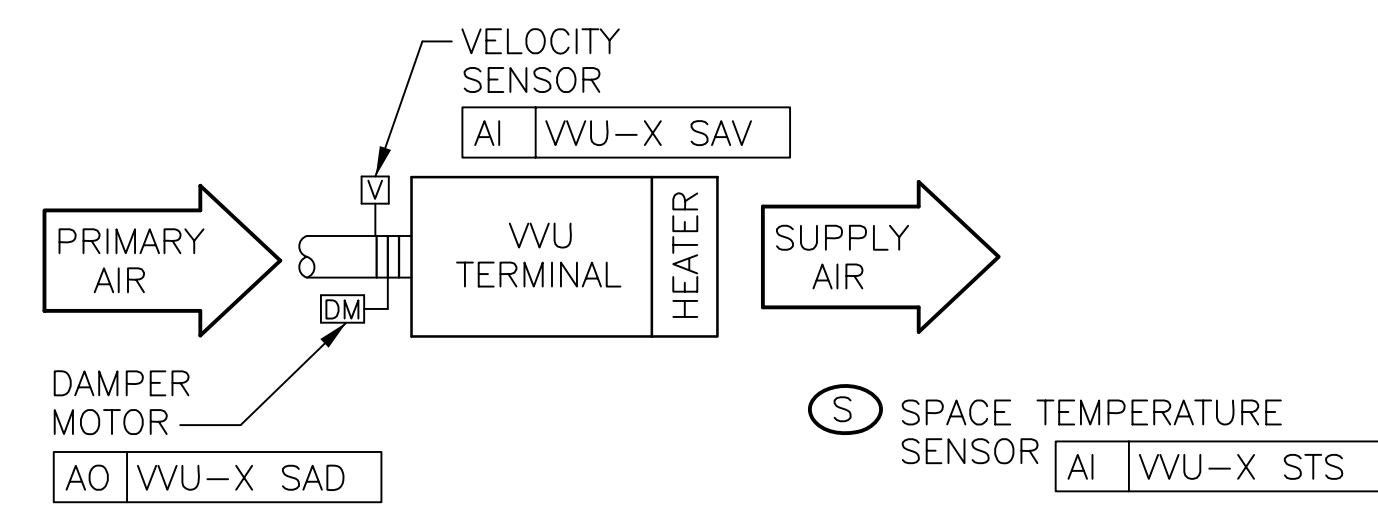 VELOCITY
SENSOR
AI VVU-X SAV
V
PRIMARY
AIR
VVU
TERMINAL
HEATER
SUPPLY
AIR
DM
DAMPER
MOTOR
AO VVU-X SAD
S
SPACE TEMPERATURE
SENSOR
AI VVU-X STS